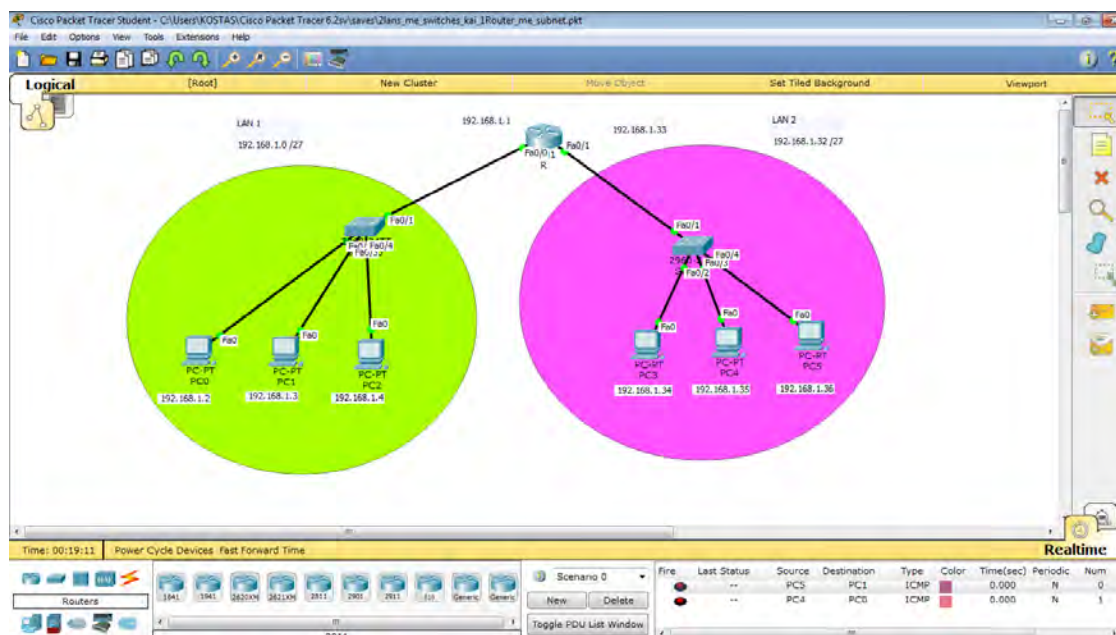 Cisco Packet Tracer Student - C:\Users\KOSTAS\Cisco Packet Tracer 6.2sv\saves\2lans_me_switches_kai_1Router_me_subnet.pkt
File Edit Options View Tools Extensions Help
Logical [Root] New Cluster Move Object Set Tiled Background Viewport
LAN 1
192.168.1.0 /27
192.168.1.1
192.168.1.33
LAN 2
192.168.1.32 /27
Fa0/0
Fa0/1
R
Fa0/1
Fa0/4
Fa0/1
Fa0/4
Fa0/3
Fa0/2
Fa0
Fa0
Fa0
Fa0
Fa0
Fa0
PC-PT
PC0
192.168.1.2
PC-PT
PC1
192.168.1.3
PC-PT
PC2
192.168.1.4
PC-PT
PC3
192.168.1.34
PC-PT
PC4
192.168.1.35
PC-PT
PC5
192.168.1.36
Time: 00:19:11 Power Cycle Devices Fast Forward Time Realtime
Routers
1841 1941 2620XM 2621XM 2811 2901 2911 Generic Generic
Scenario 0
New Delete
Toggle PDU List Window
Fire Last Status Source Destination Type Color Time(sec) Periodic Num
-- PC5 PC1 ICMP 0.000 N 0
-- PC4 PC0 ICMP 0.000 N 1